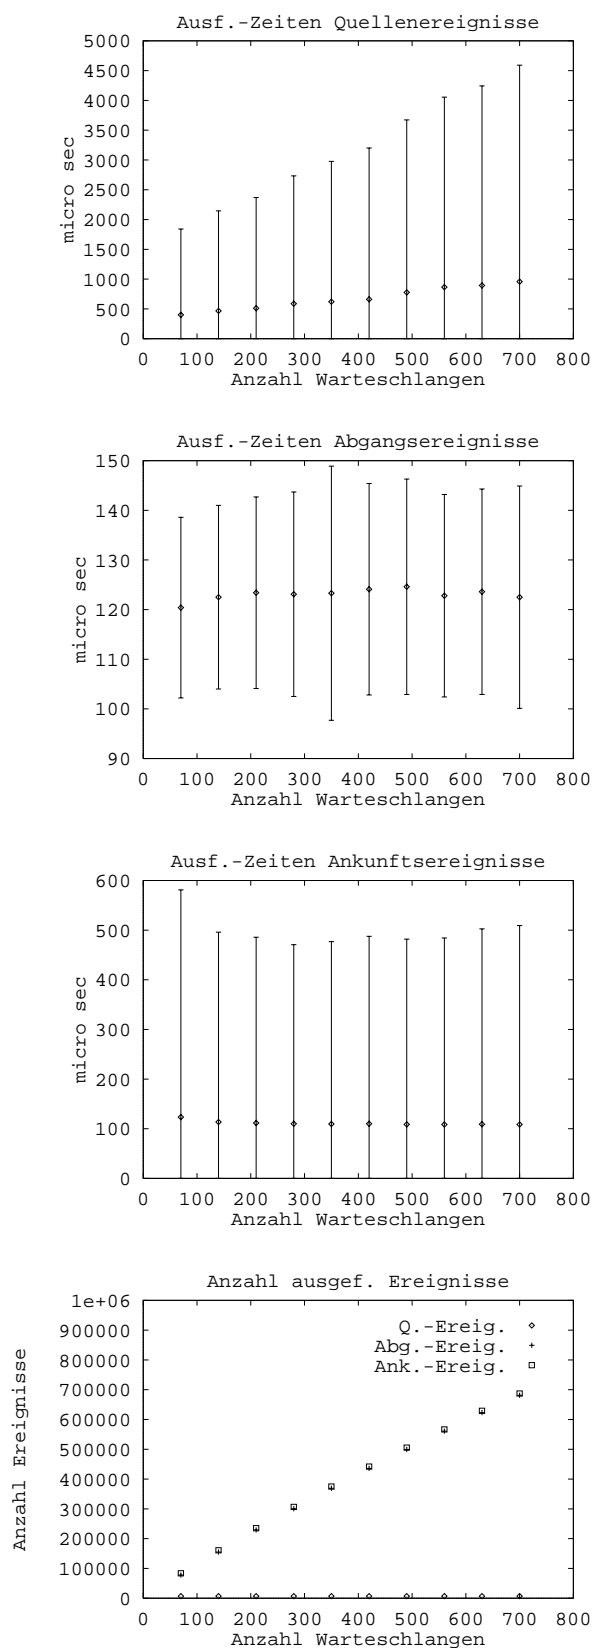 Ausf.-Zeiten Quellenereignisse
5000
4500
4000
3500
3000
2500
2000
1500
1000
500
0
micro sec
0 100 200 300 400 500 600 700 800
Anzahl Warteschlangen
Ausf.-Zeiten Abgangsereignisse
150
140
130
120
110
100
90
micro sec
0 100 200 300 400 500 600 700 800
Anzahl Warteschlangen
Ausf.-Zeiten Ankunftsereignisse
600
500
400
300
200
100
0
micro sec
0 100 200 300 400 500 600 700 800
Anzahl Warteschlangen
Anzahl ausgef. Ereignisse
1e+06
900000
800000
700000
600000
500000
400000
300000
200000
100000
0
Anzahl Ereignisse
Q.-Ereig.
Abg.-Ereig.
Ank.-Ereig.
0 100 200 300 400 500 600 700 800
Anzahl Warteschlangen